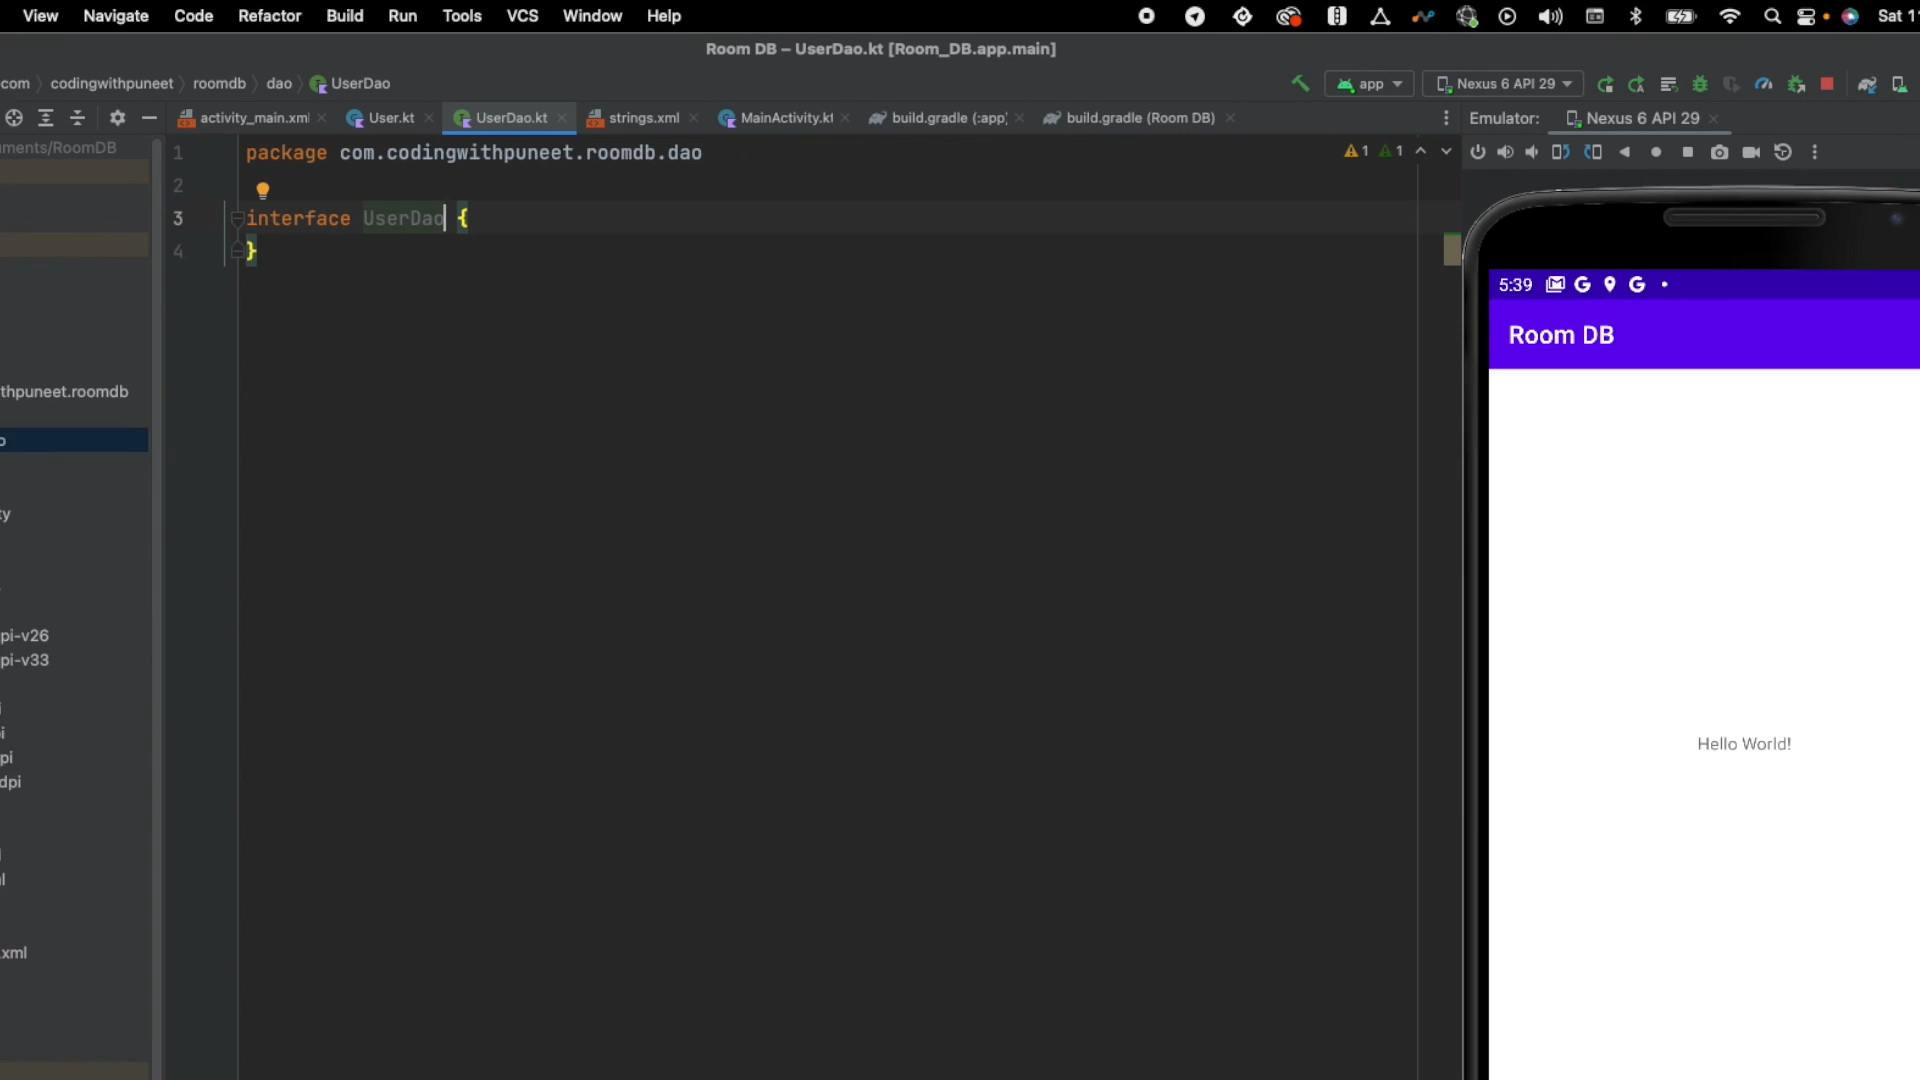 View Navigate Code Refactor Build Run Tools VCS Window Help Sat 1
Room DB – UserDao.kt [Room_DB.app.main]
com codingwithpuneet roomdb dao UserDao app Nexus 6 API 29
activity_main.xml User.kt UserDao.kt strings.xml MainActivity.kt build.gradle (:app) build.gradle (Room DB) Emulator: Nexus 6 API 29
uments/RoomDB
1 package com.codingwithpuneet.roomdb.dao 1 1
2
3 interface UserDao {
4 }
5:39 G G
Room DB
thpuneet.roomdb
o
ty
pi-v26
pi-v33
i
pi
pi
dpi
l
.xml
Hello World!